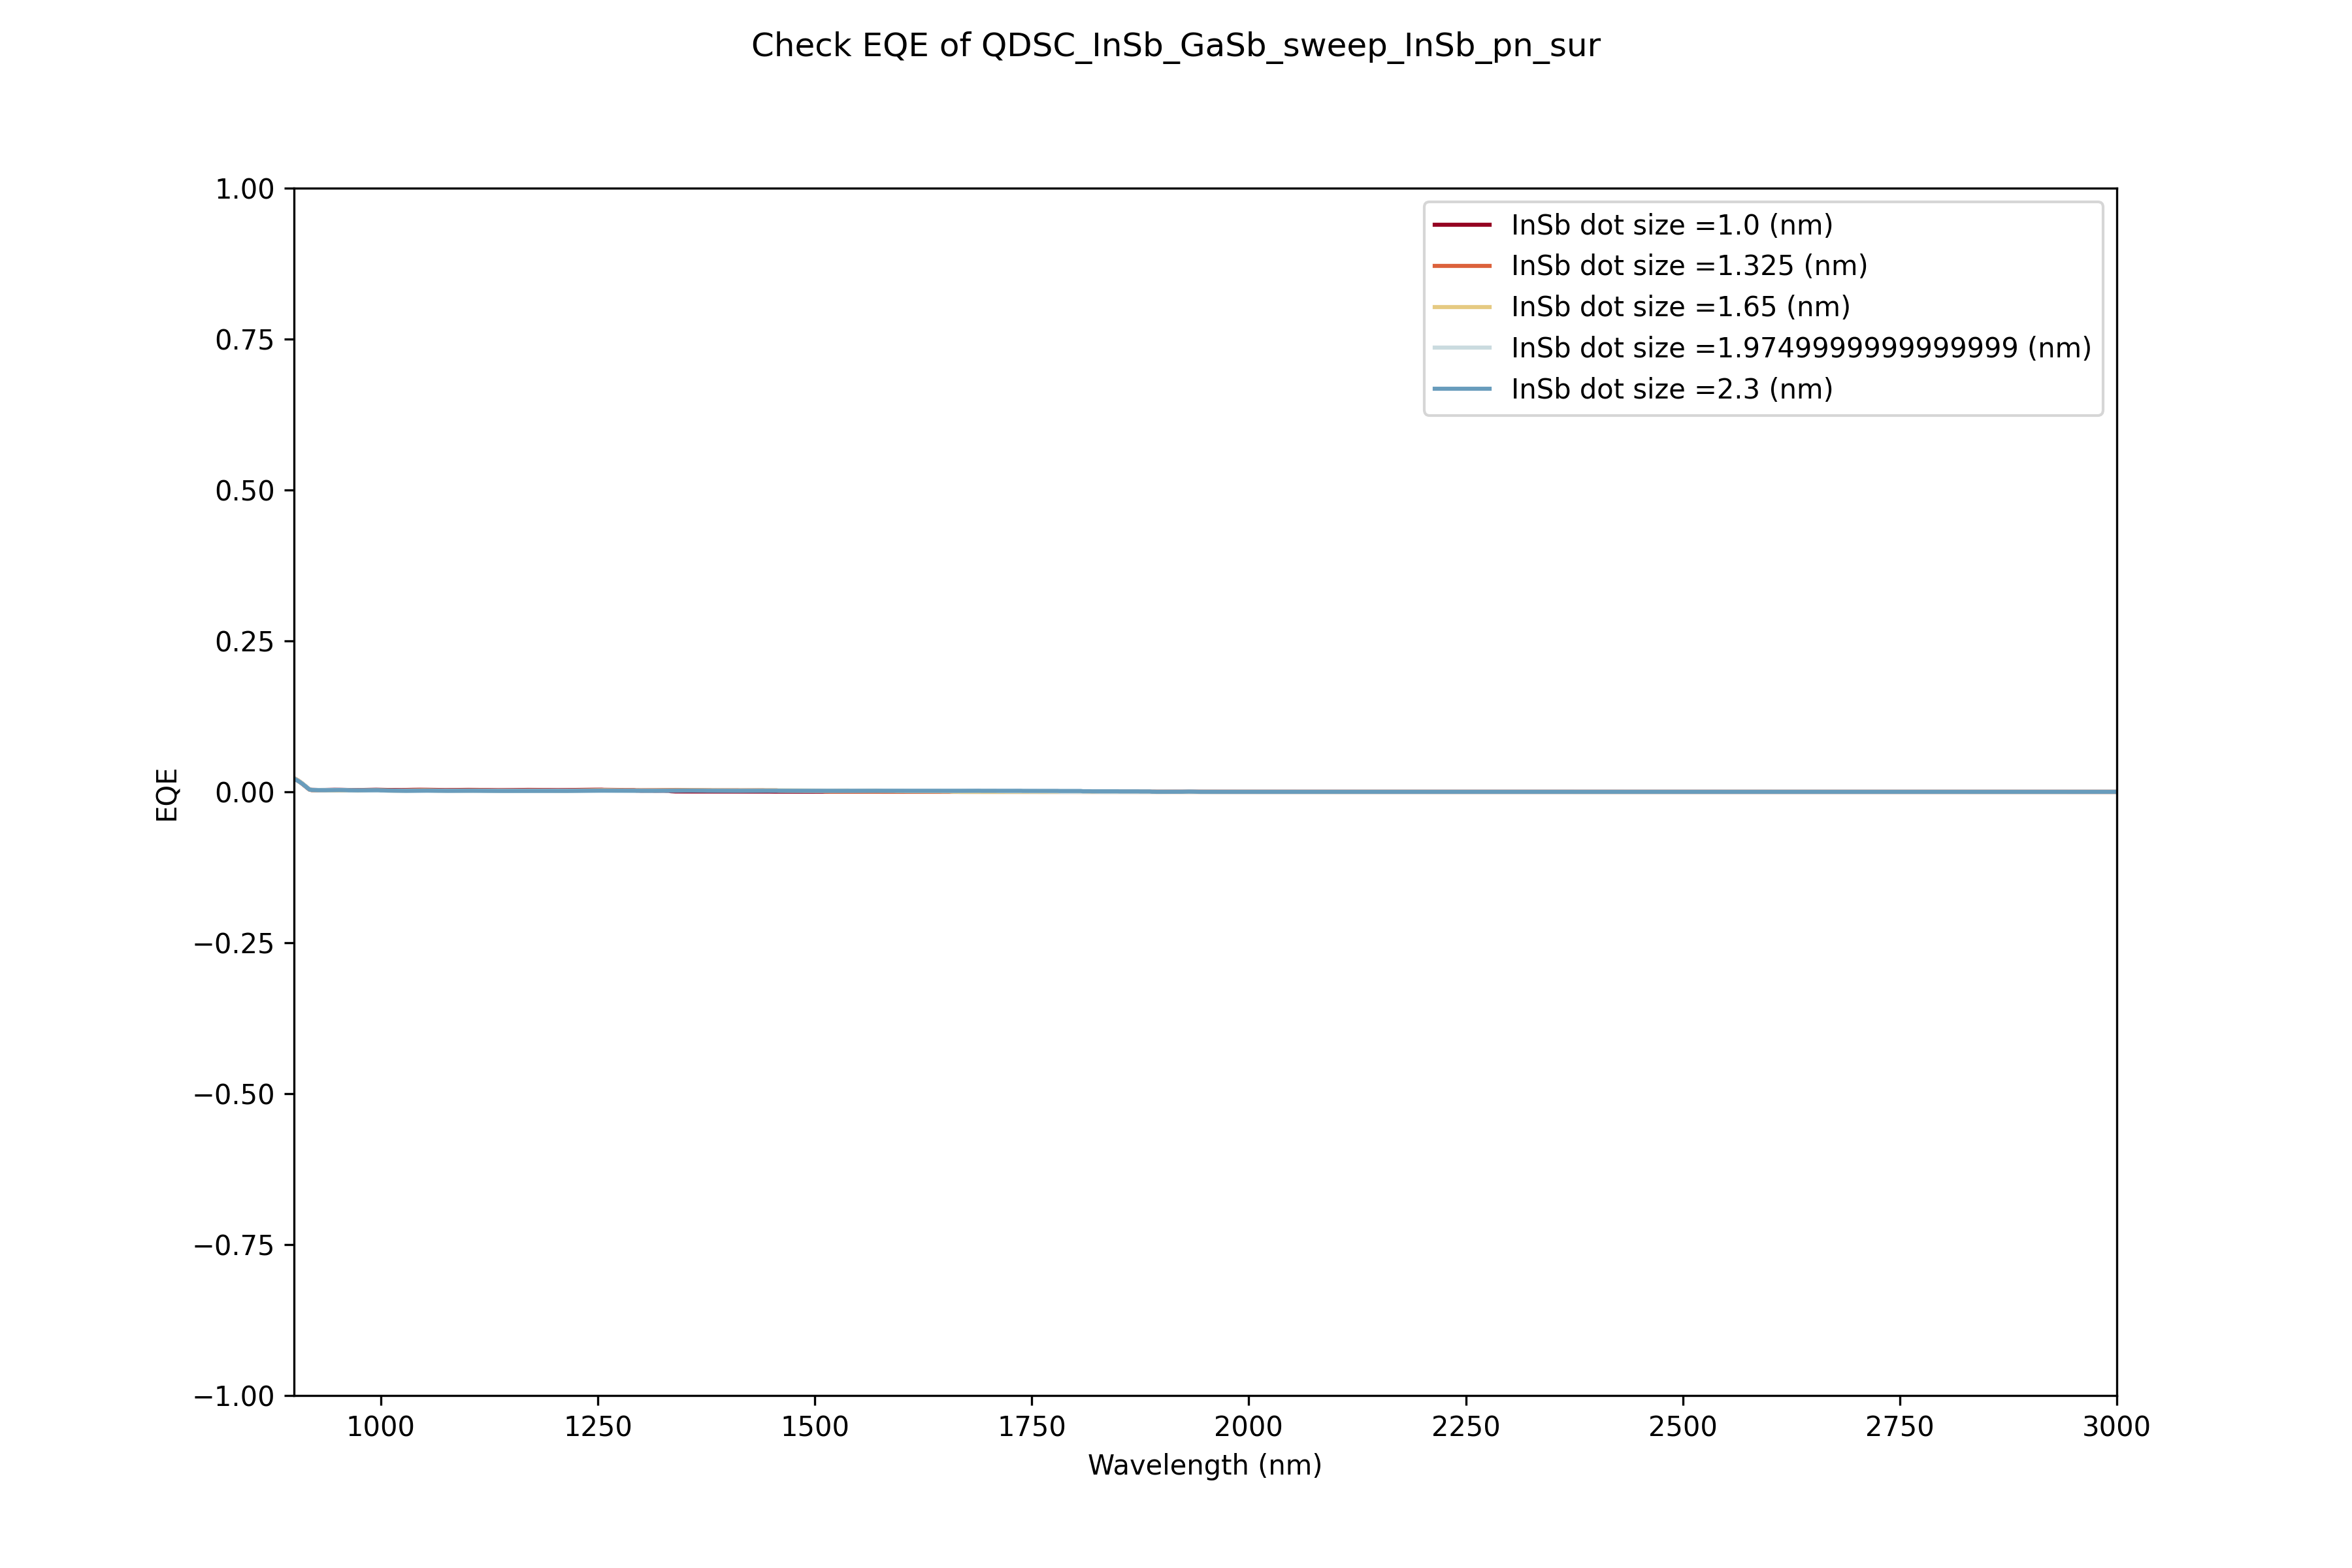 Check EQE of QDSC_InSb_GaSb_sweep_InSb_pn_sur
1.00
0.75
0.50
0.25
0.00
−0.25
−0.50
−0.75
−1.00
EQE
InSb dot size =1.0 (nm)
InSb dot size =1.325 (nm)
InSb dot size =1.65 (nm)
InSb dot size =1.9749999999999999 (nm)
InSb dot size =2.3 (nm)
1000 1250 1500 1750 2000 2250 2500 2750 3000
Wavelength (nm)